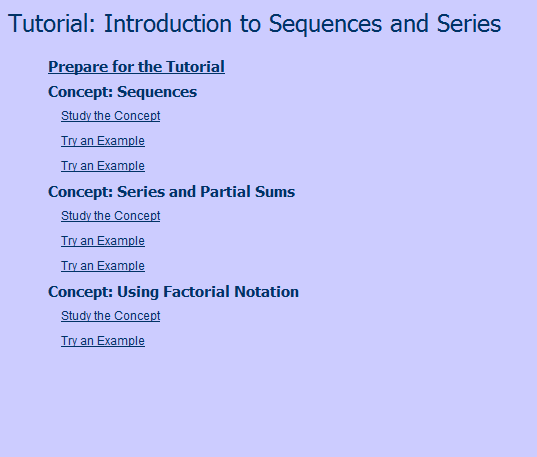 Tutorial: Introduction to Sequences and Series
Prepare for the Tutorial
Concept: Sequences
Study the Concept
Try an Example
Try an Example
Concept: Series and Partial Sums
Study the Concept
Try an Example
Try an Example
Concept: Using Factorial Notation
Study the Concept
Try an Example